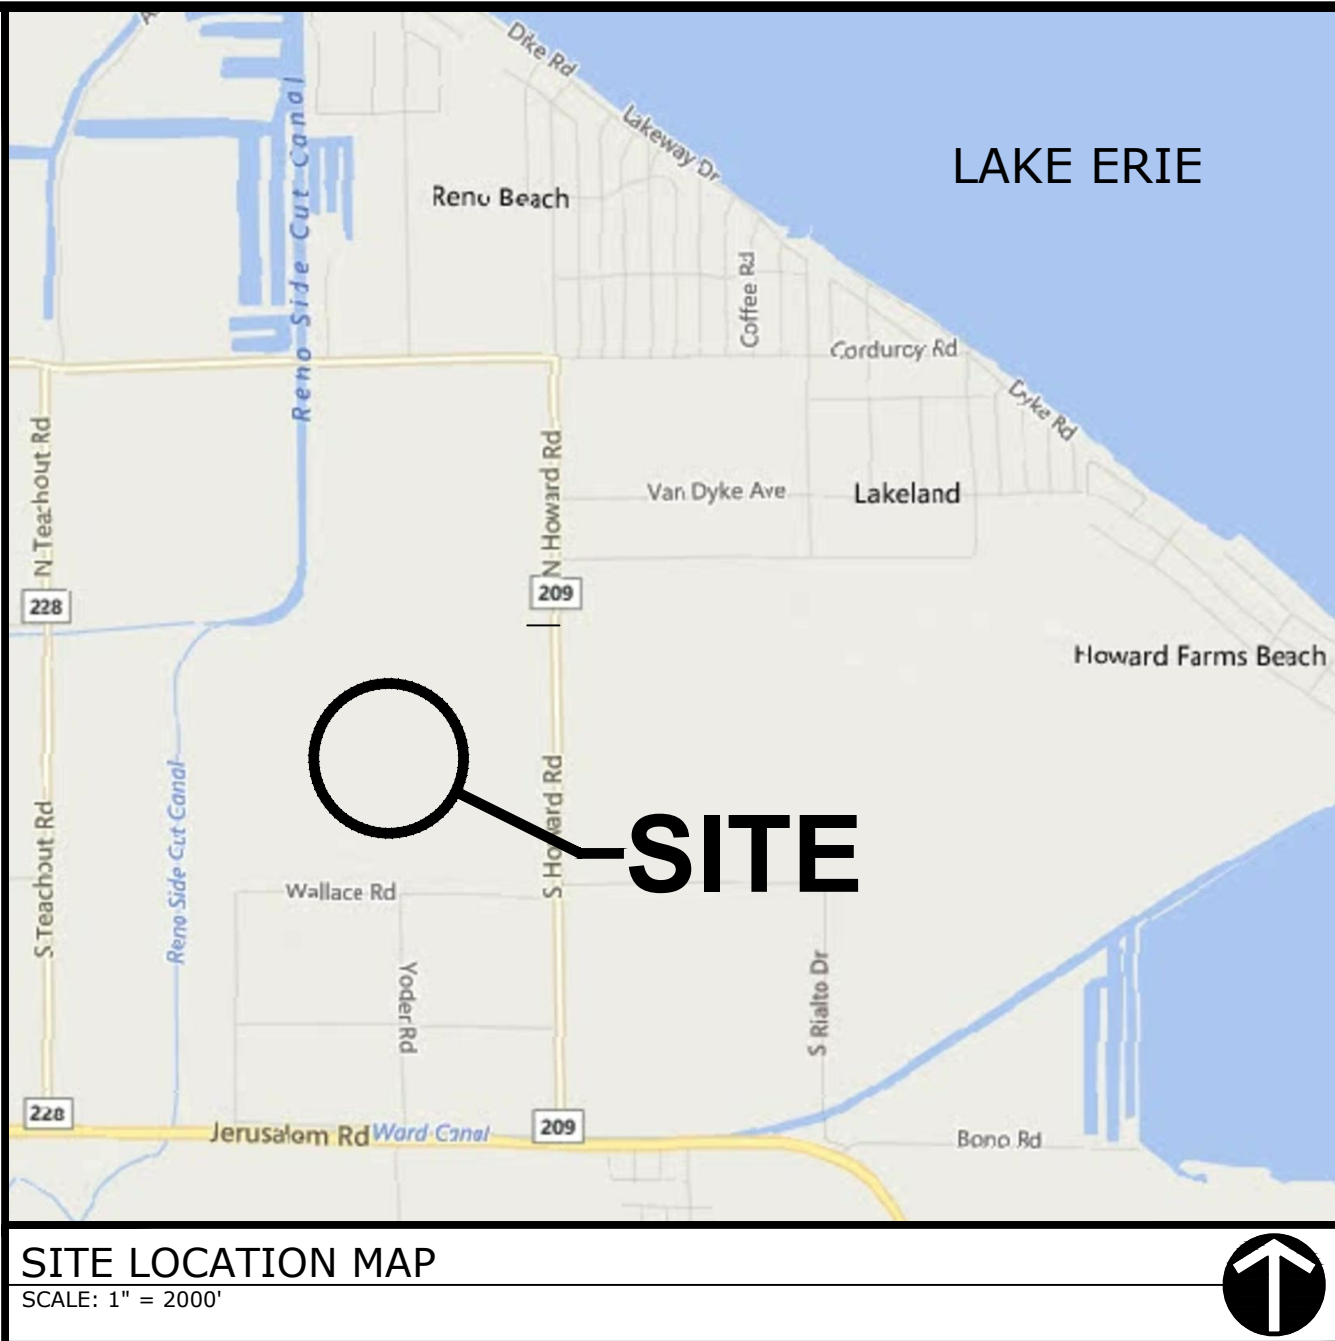 Dike Rd
Lakeway Dr
LAKE ERIE
Reno Side Cut Canal
Reno Beach
Coffee Rd
Corduroy Rd
Dyke Rd
N Teachout Rd
N Howard Rd
Van Dyke Ave
Lakeland
228
209
Howard Farms Beach
S Teachout Rd
Reno Side Cut Canal
S Howard Rd
SITE
Wallace Rd
Yoder Rd
S Rialto Dr
228
Jerusalem Rd
Ward Canal
209
Bono Rd
SITE LOCATION MAP
SCALE: 1" = 2000'